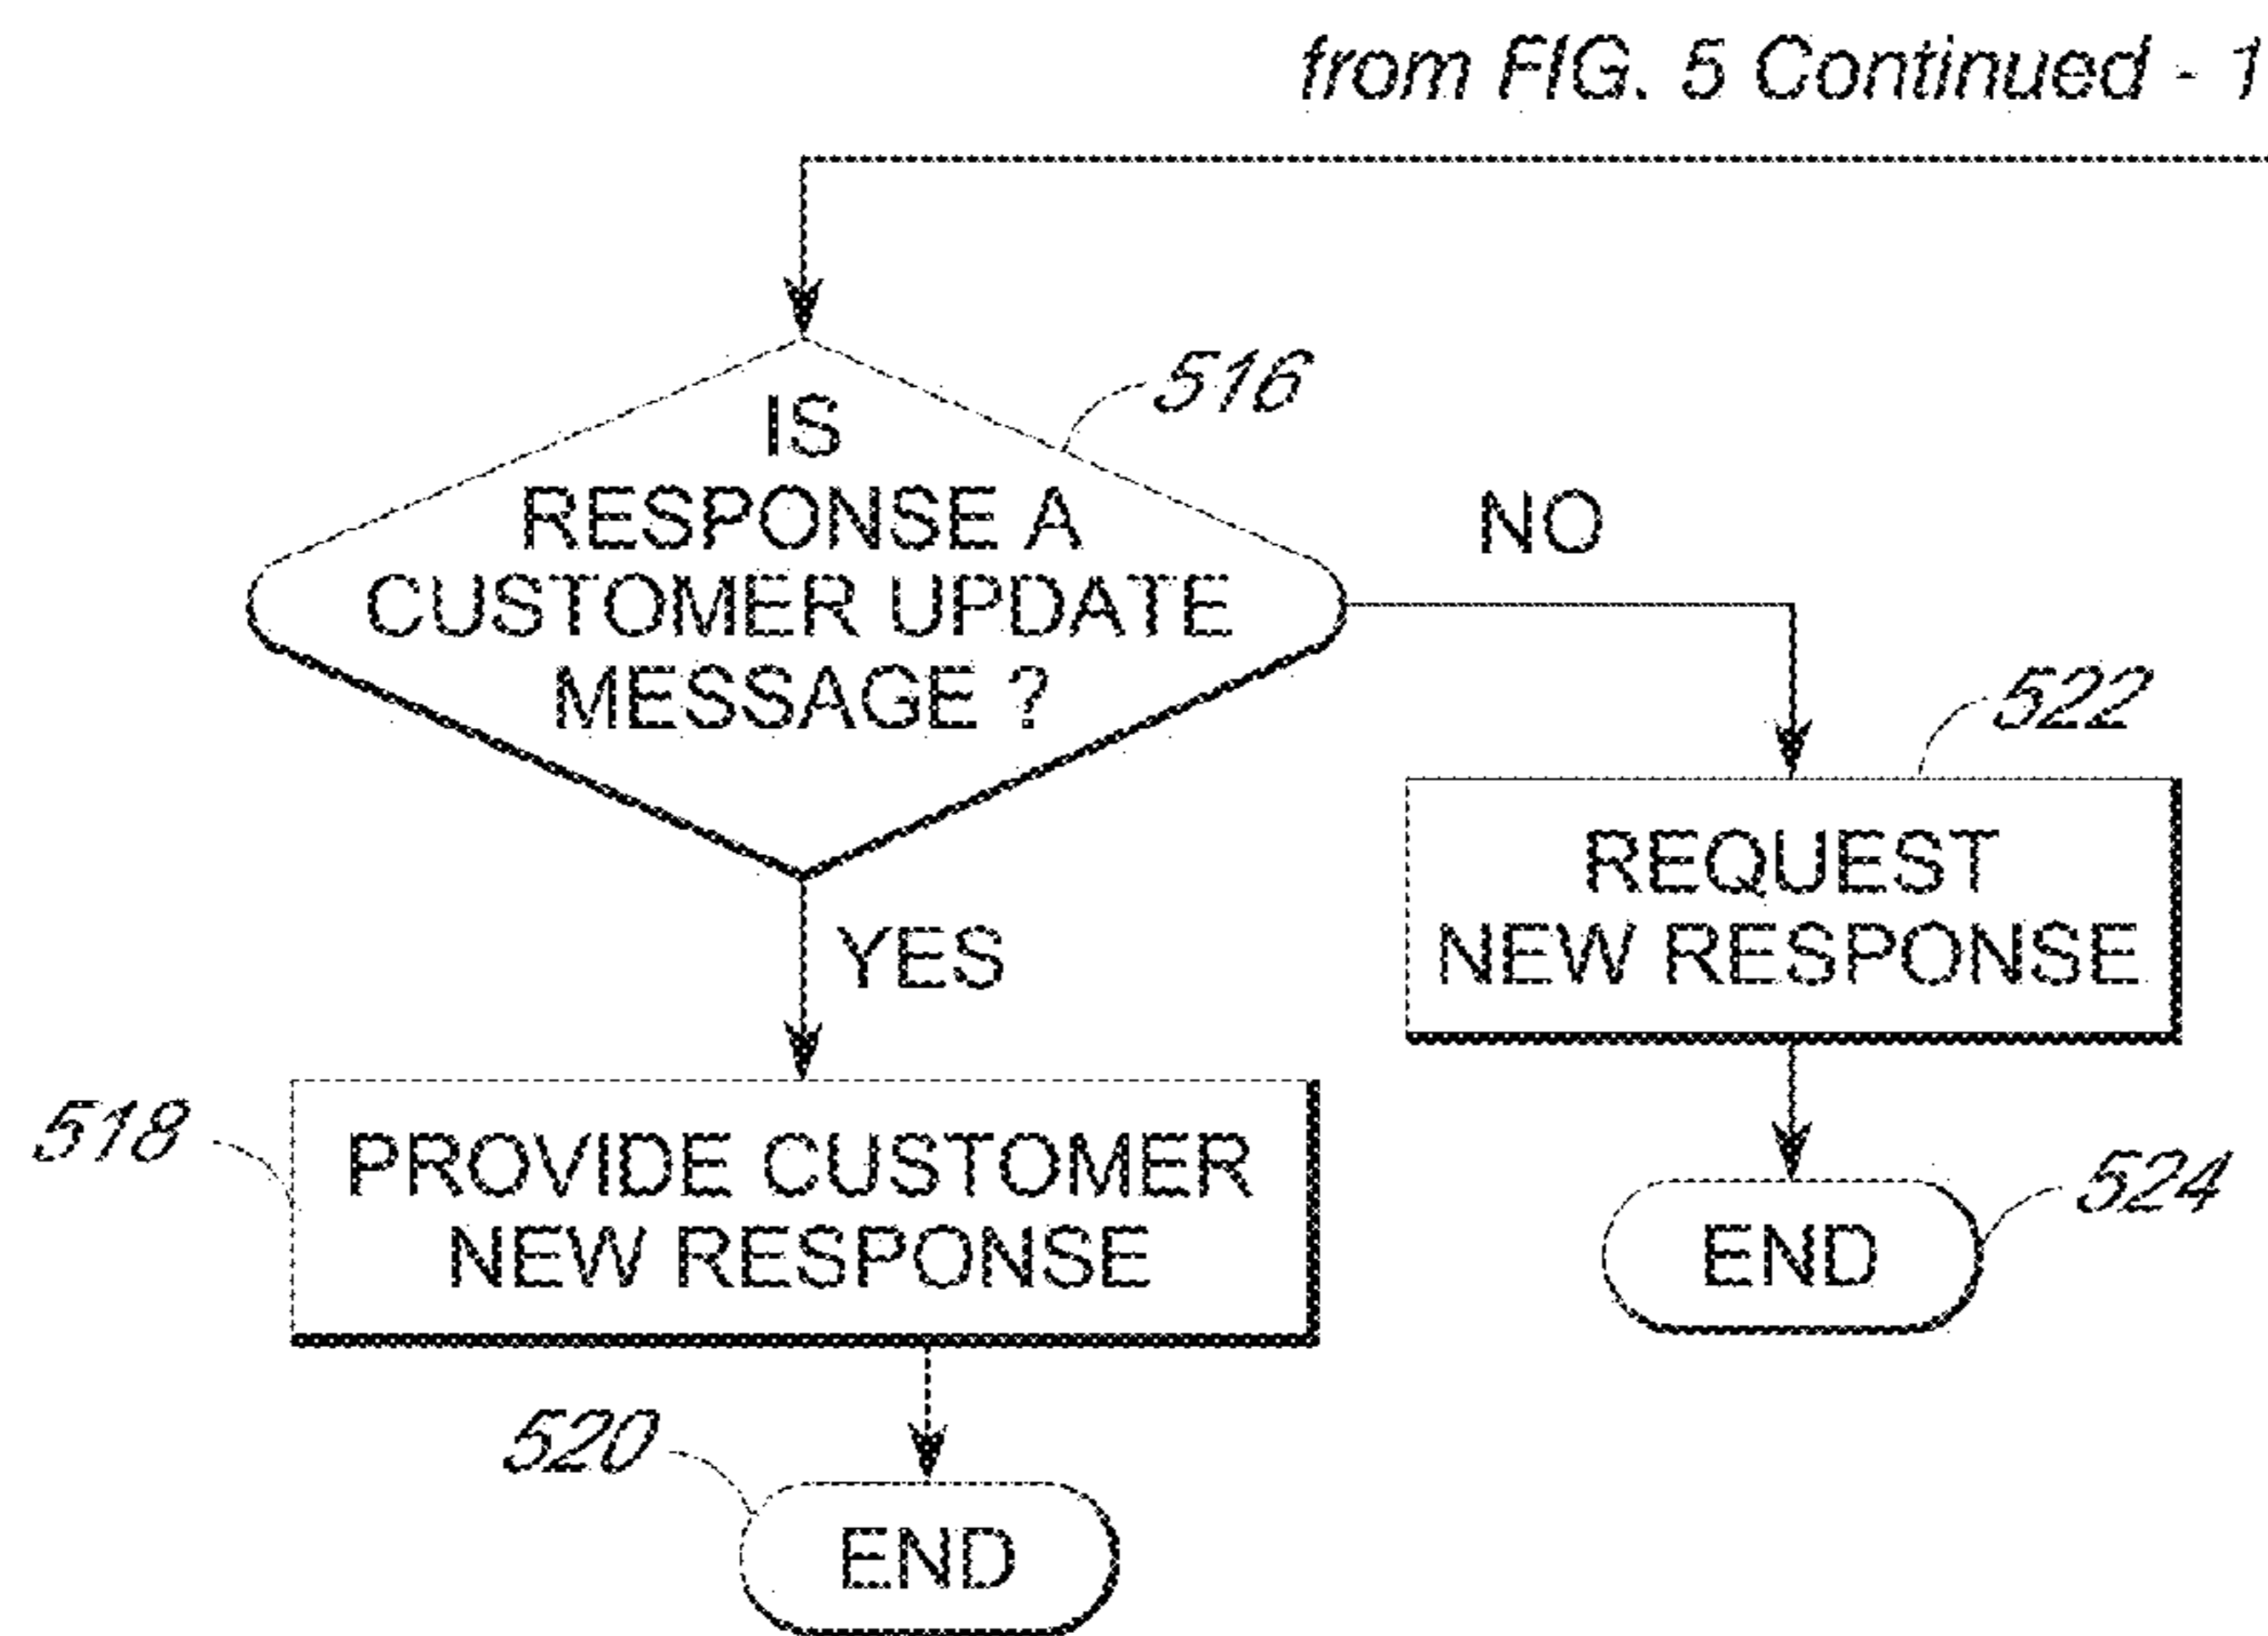 from FIG. 5 Continued - 1
516
IS
RESPONSE A
CUSTOMER UPDATE
MESSAGE ?
NO
522
REQUEST
NEW RESPONSE
YES
518
PROVIDE CUSTOMER
NEW RESPONSE
524
END
520
END